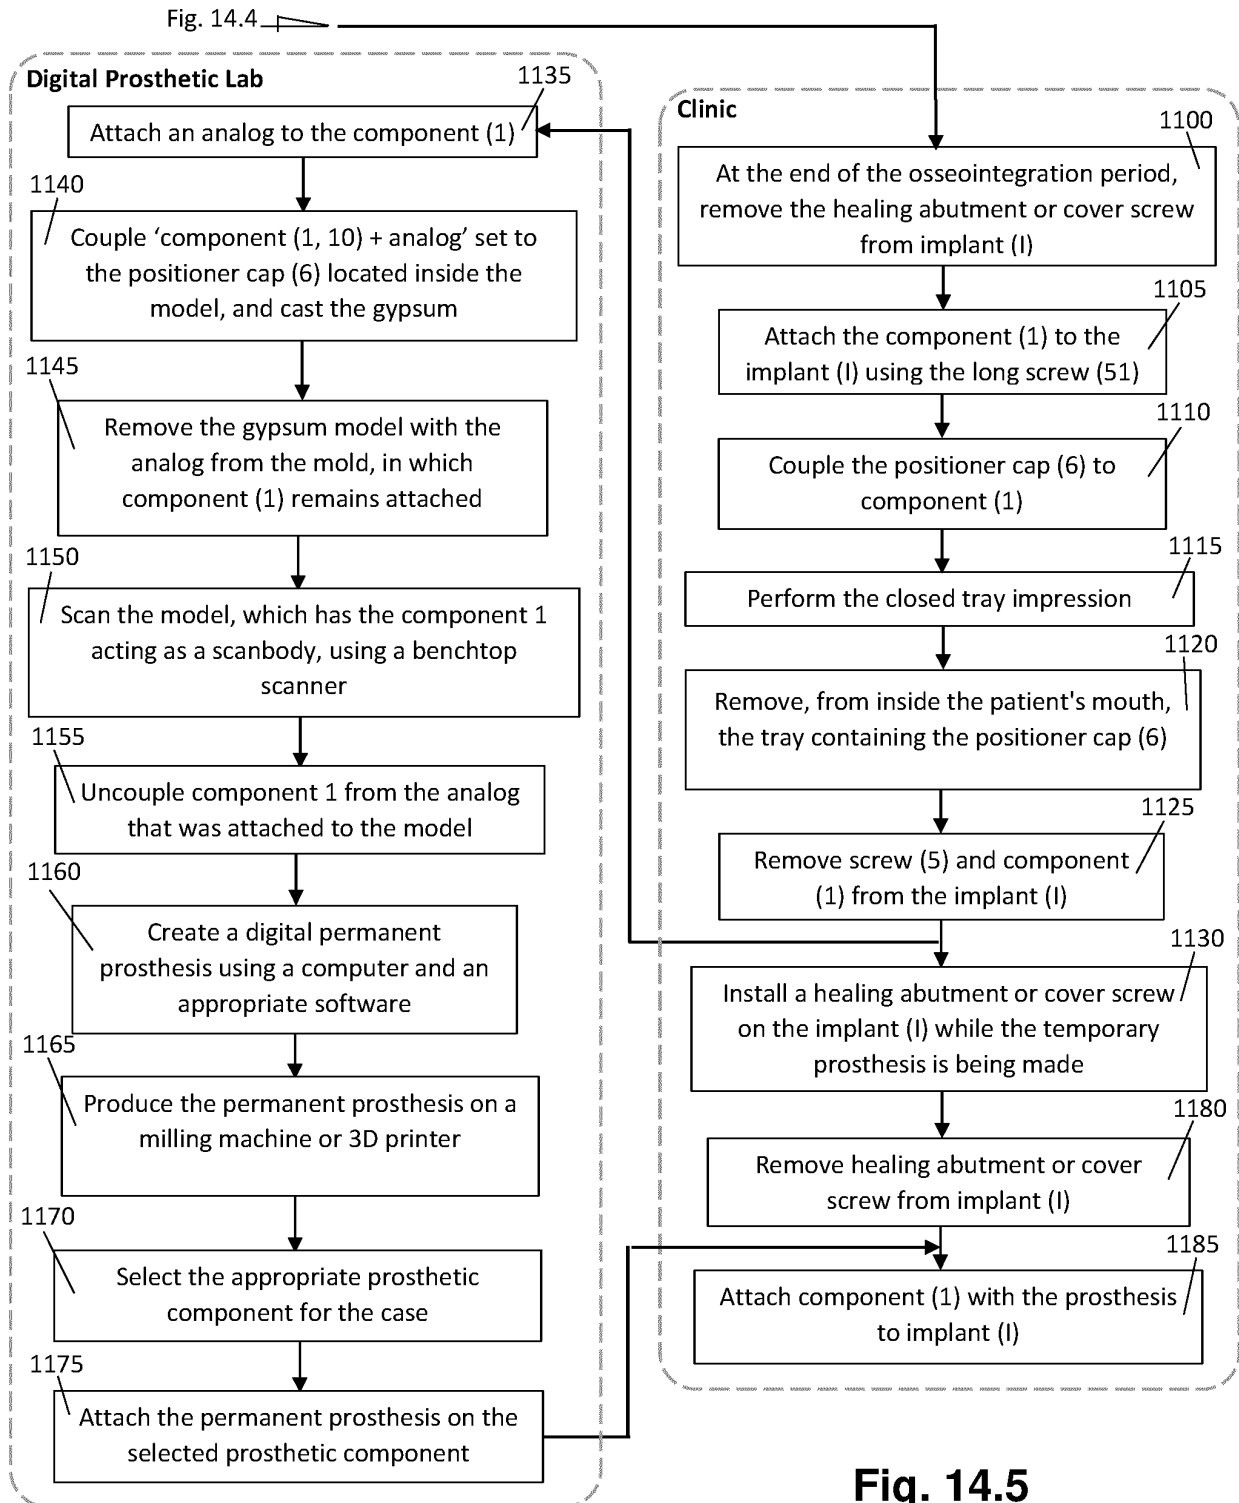 Fig. 14.4
Digital Prosthetic Lab
1135
Attach an analog to the component (1)
1140
Couple ‘component (1, 10) + analog’ set to
the positioner cap (6) located inside the
model, and cast the gypsum
1145
Remove the gypsum model with the
analog from the mold, in which
component (1) remains attached
1150
Scan the model, which has the component 1
acting as a scanbody, using a benchtop
scanner
1155
Uncouple component 1 from the analog
that was attached to the model
1160
Create a digital permanent
prosthesis using a computer and an
appropriate software
1165
Produce the permanent prosthesis on a
milling machine or 3D printer
1170
Select the appropriate prosthetic
component for the case
1175
Attach the permanent prosthesis on the
selected prosthetic component
Clinic
1100
At the end of the osseointegration period,
remove the healing abutment or cover screw
from implant (I)
1105
Attach the component (1) to the
implant (I) using the long screw (51)
1110
Couple the positioner cap (6) to
component (1)
1115
Perform the closed tray impression
1120
Remove, from inside the patient's mouth,
the tray containing the positioner cap (6)
1125
Remove screw (5) and component
(1) from the implant (I)
1130
Install a healing abutment or cover screw
on the implant (I) while the temporary
prosthesis is being made
1180
Remove healing abutment or cover
screw from implant (I)
1185
Attach component (1) with the prosthesis
to implant (I)
Fig. 14.5